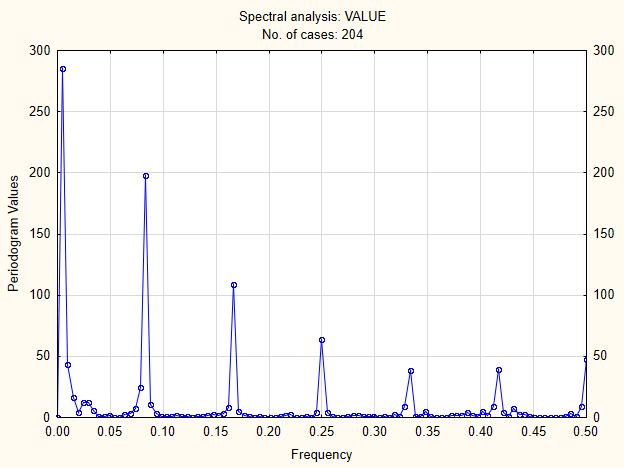 Spectral analysis: VALUE
No. of cases: 204
300 300
250 250
200 200
150 150
100 100
50 50
0 0
Periodogram Values
0.00 0.05 0.10 0.15 0.20 0.25 0.30 0.35 0.40 0.45 0.50
Frequency